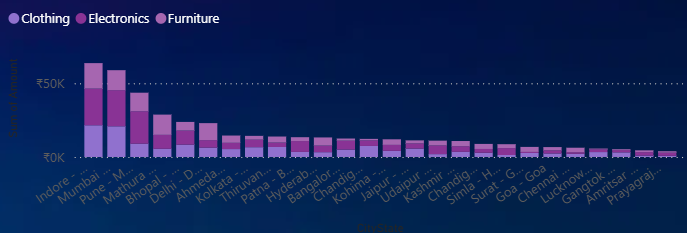 Clothing Electronics Furniture
₹50K
₹0K
Indore - ...
Mumbai ...
Pune - M...
Mathura ...
Bhopal - ...
Delhi - D...
Ahmeda...
Kolkata - ...
Thiruvan...
Patna - B...
Hyderab...
Bangalor...
Chandig...
Kohima - ...
Jaipur - ...
Udaipur ...
Kashmir ...
Chandig...
Simla - H...
Surat - G...
Goa - Goa
Chennai ...
Lucknow...
Gangtok ...
Amritsar ...
Prayagraj...